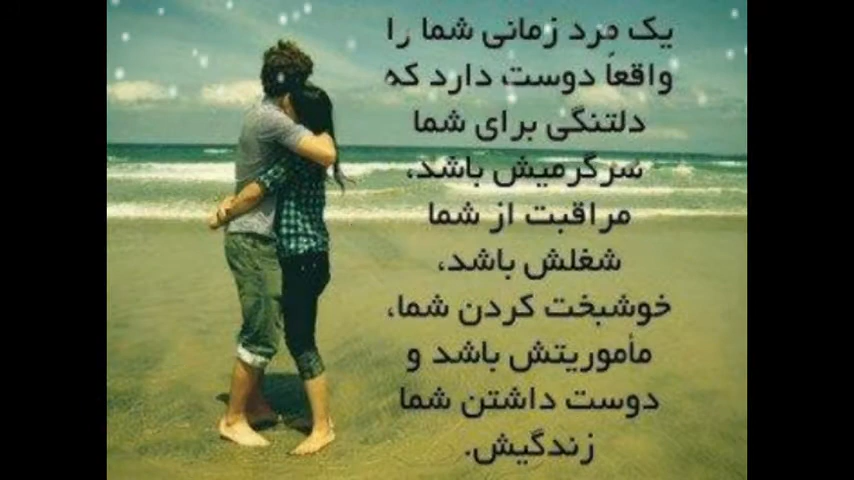 یک مرد زمانی شما را
واقعاً دوست دارد که
دلتنگی برای شما
سرگرمیش باشد،
مراقبت از شما
شغلش باشد،
خوشبخت کردن شما،
مأموریتش باشد و
دوست داشتن شما
زندگیش.